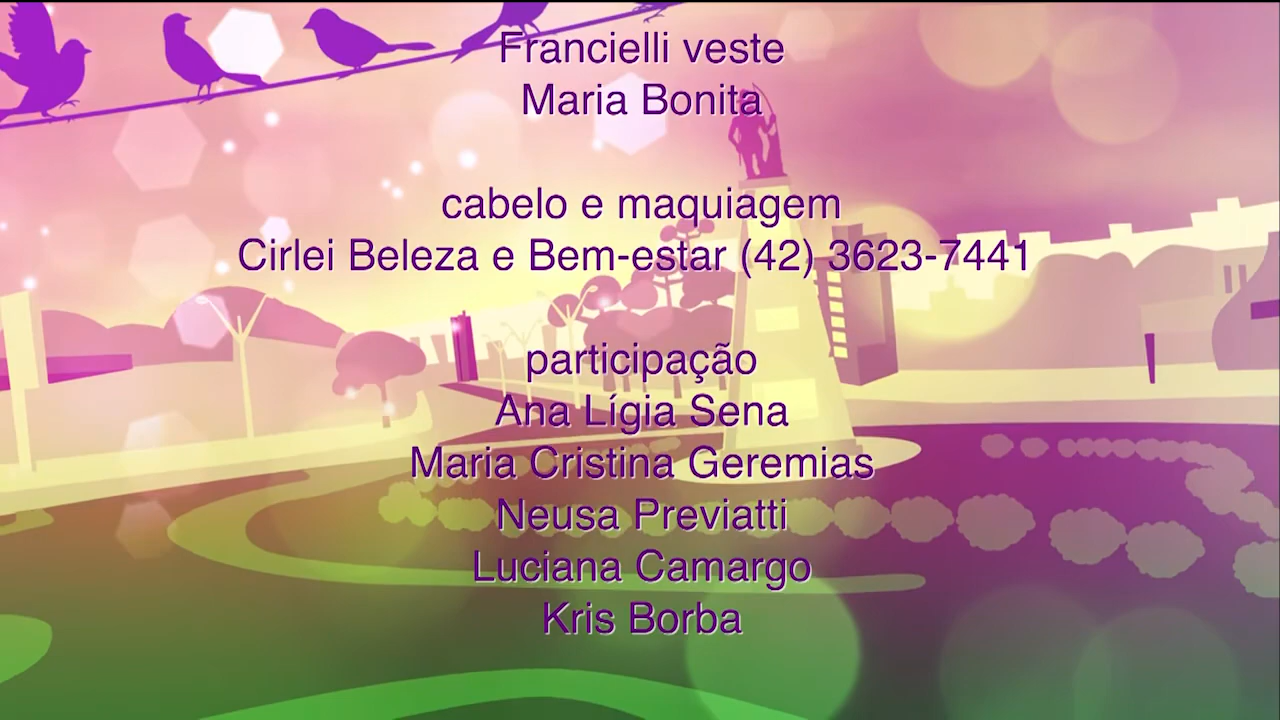 Francielli veste
Maria Bonita
cabelo e maquiagem
Cirlei Beleza e Bem-estar (42) 3623-7441
participação
Ana Lígia Sena
Maria Cristina Geremias
Neusa Previatti
Luciana Camargo
Kris Borba